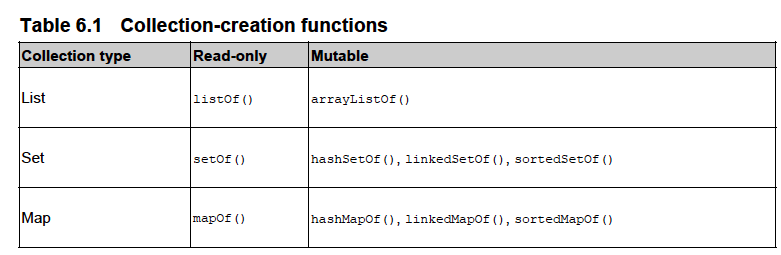 Table 6.1 Collection-creation functions
Collection type Read-only Mutable
List listOf() arrayListOf()
Set setOf() hashSetOf(), linkedSetOf(), sortedSetOf()
Map mapOf() hashMapOf(), linkedMapOf(), sortedMapOf()